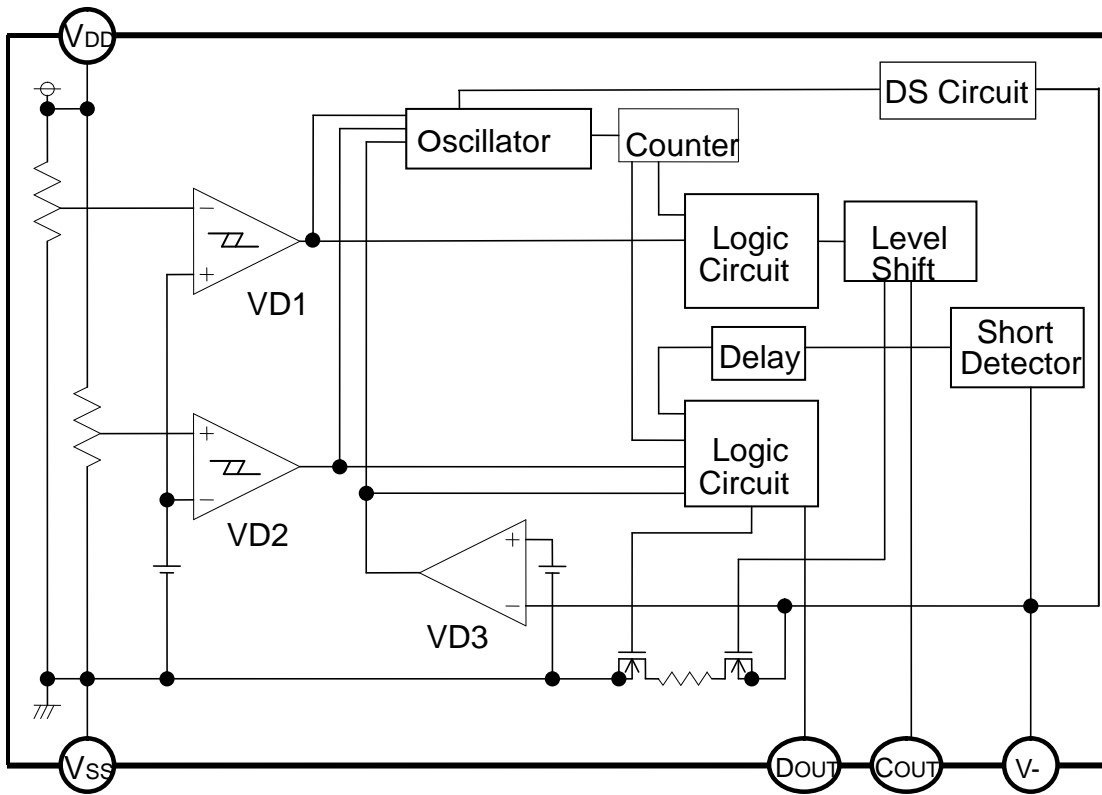 VDD
DS Circuit
Oscillator
Counter
−
+
VD1
Logic
Circuit
Level
Shift
Delay
Short
Detector
+
−
VD2
Logic
Circuit
+
−
VD3
VSS
DOUT
COUT
V-